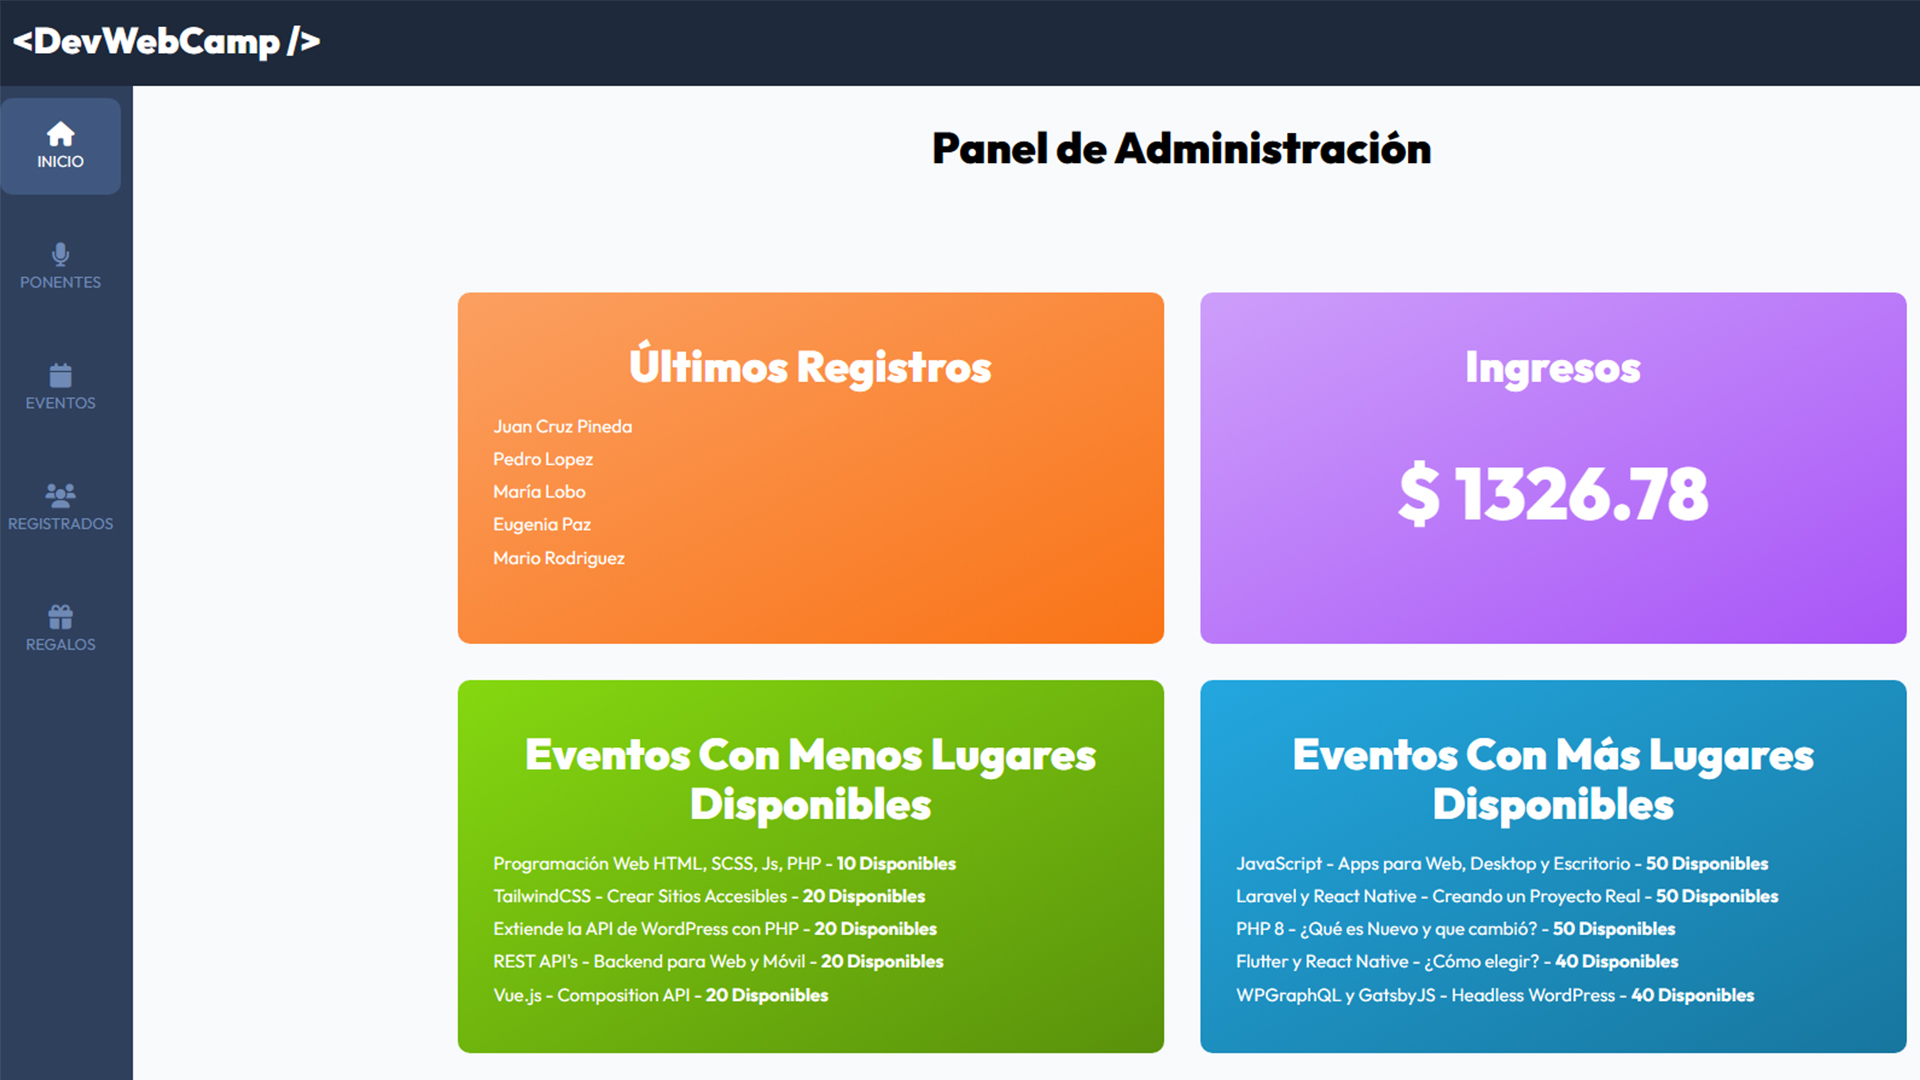 <DevWebCamp />
INICIO
PONENTES
EVENTOS
REGISTRADOS
REGALOS
Panel de Administración
Últimos Registros
Juan Cruz Pineda
Pedro Lopez
María Lobo
Eugenia Paz
Mario Rodriguez
Ingresos
$ 1326.78
Eventos Con Menos Lugares
Disponibles
Programación Web HTML, SCSS, Js, PHP - 10 Disponibles
TailwindCSS - Crear Sitios Accesibles - 20 Disponibles
Extiende la API de WordPress con PHP - 20 Disponibles
REST API's - Backend para Web y Móvil - 20 Disponibles
Vue.js - Composition API - 20 Disponibles
Eventos Con Más Lugares
Disponibles
JavaScript - Apps para Web, Desktop y Escritorio - 50 Disponibles
Laravel y React Native - Creando un Proyecto Real - 50 Disponibles
PHP 8 - ¿Qué es Nuevo y que cambió? - 50 Disponibles
Flutter y React Native - ¿Cómo elegir? - 40 Disponibles
WPGraphQL y GatsbyJS - Headless WordPress - 40 Disponibles